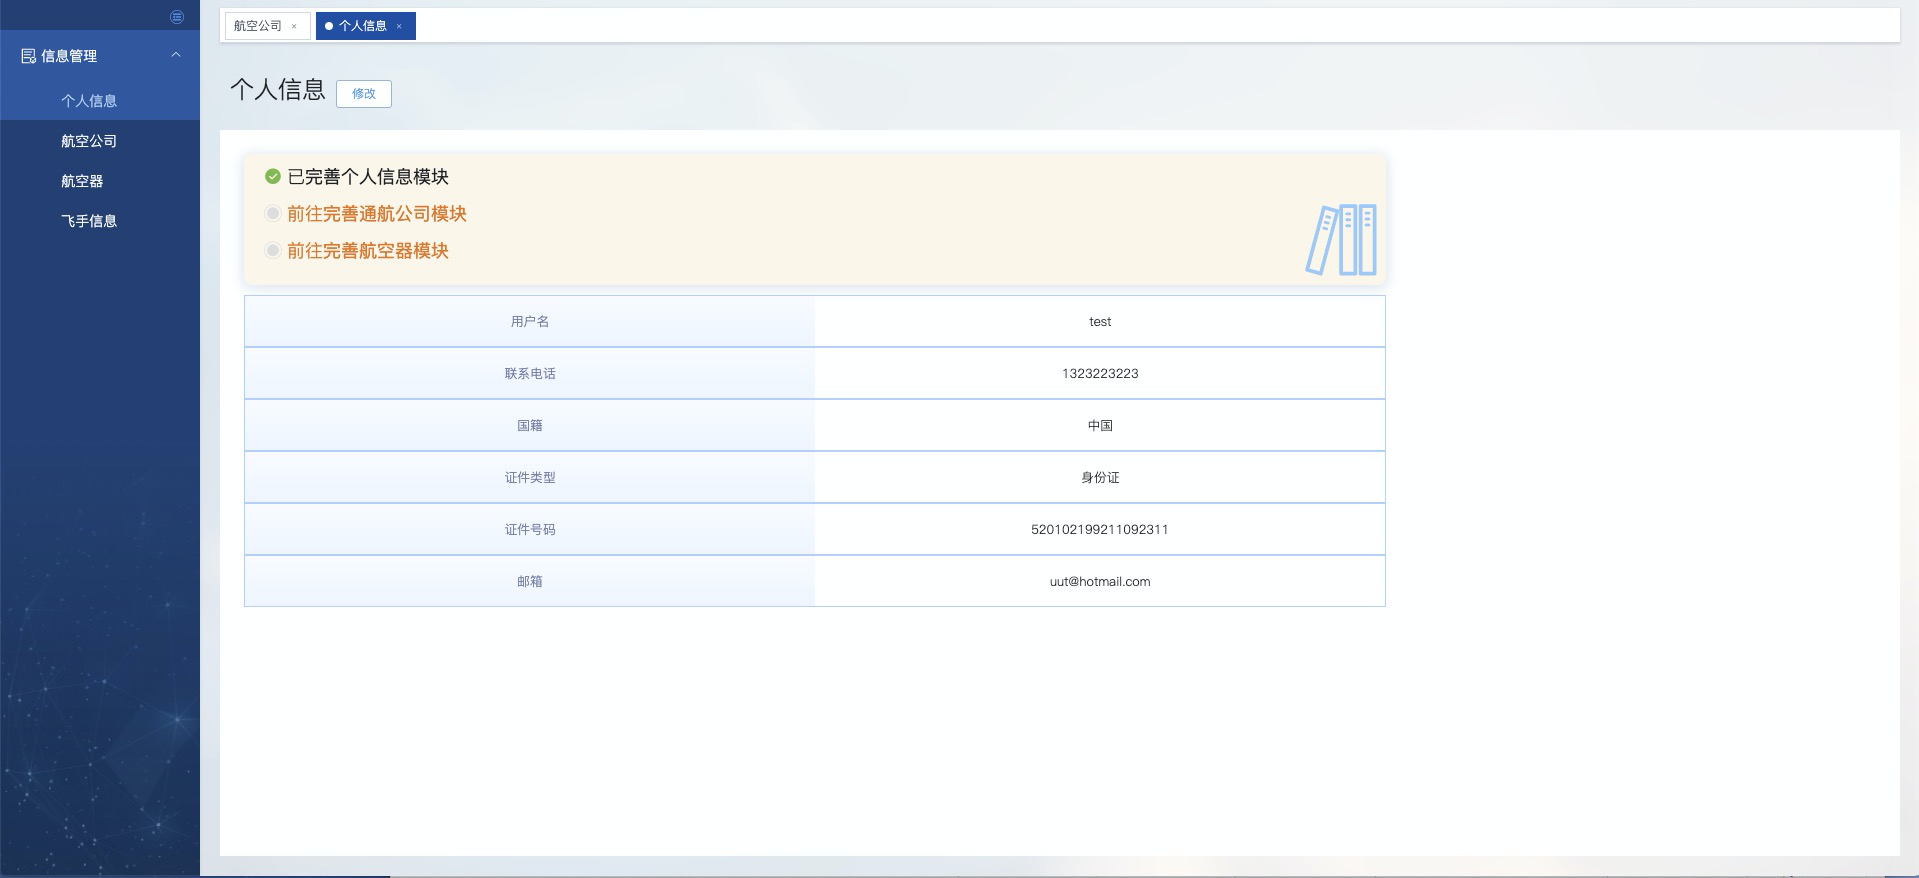 航空公司 ×
个人信息 ×
信息管理
个人信息
航空公司
航空器
飞手信息
个人信息
修改
已完善个人信息模块
前往完善通航公司模块
前往完善航空器模块
用户名 test
联系电话 1323223223
国籍 中国
证件类型 身份证
证件号码 520102199211092311
邮箱 uut@hotmail.com